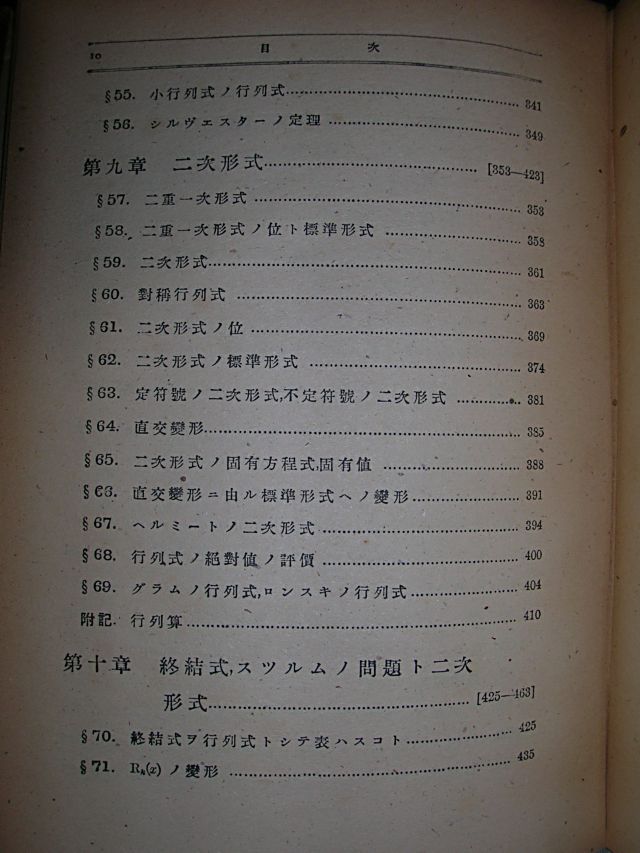 10 目次
§55. 小行列式ノ行列式 341
§56. シルヴェスターノ定理 349
第九章 二次形式 [353—423]
§57. 二重一次形式 353
§58. 二重一次形式ノ位ト標準形式 358
§59. 二次形式 361
§60. 對稱行列式 363
§61. 二次形式ノ位 369
§62. 二次形式ノ標準形式 374
§63. 定符號ノ二次形式,不定符號ノ二次形式 381
§64. 直交變形 385
§65. 二次形式ノ固有方程式,固有値 388
§66. 直交變形ニ由ル標準形式ヘノ變形 391
§67. ヘルミートノ二次形式 394
§68. 行列式ノ絶對値ノ評價 400
§69. グラムノ行列式,ロンスキノ行列式 404
附記. 行列算 410
第十章 終結式,スツルムノ問題ト二次
形式 [425—463]
§70. 終結式ヲ行列式トシテ表ハスコト 425
§71. Rₕ(x)ノ變形 435